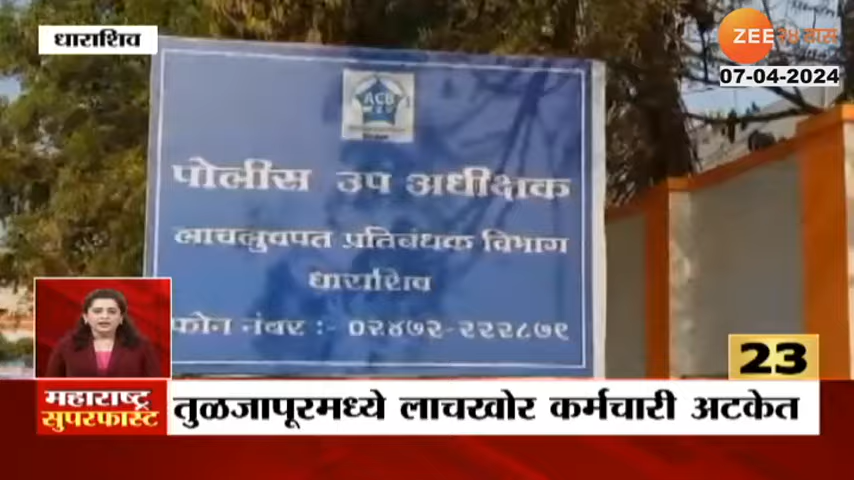 धाराशिव
ZEE २४ तास
07-04-2024
ACB
पोलीस उप अधीक्षक
लाचलुचपत प्रतिबंधक विभाग
धाराशिव
फोन नंबर :- ०२४७२-२२२८७९
23
महाराष्ट्र
सुपरफास्ट
तुळजापूरमध्ये लाचखोर कर्मचारी अटकेत